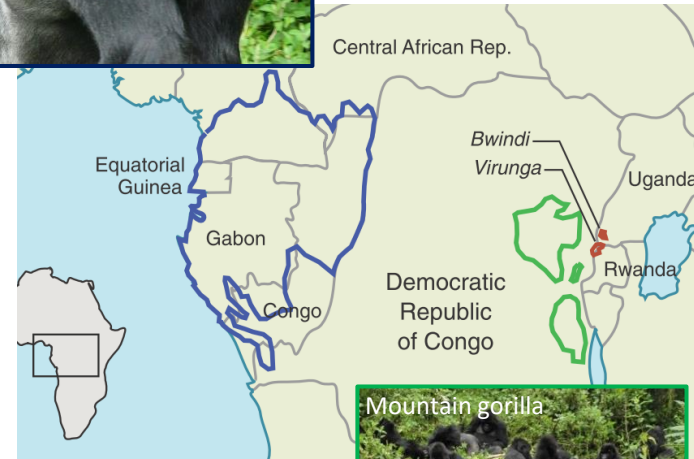 Central African Rep.
Bwindi
Virunga
Uganda
Equatorial
Guinea
Gabon
Rwanda
Democratic
Republic
of Congo
Congo
Mountain gorilla